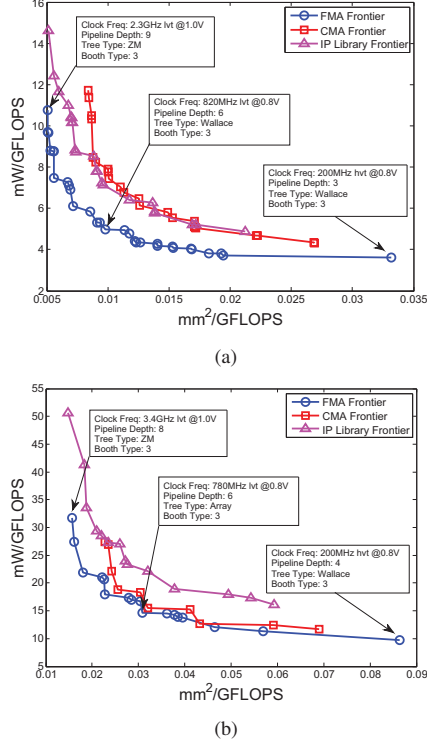 16
14
12
10
8
6
4
2
mW/GFLOPS
Clock Freq: 2.3GHz lvt @1.0V
Pipeline Depth: 9
Tree Type: ZM
Booth Type: 3
FMA Frontier
CMA Frontier
IP Library Frontier
Clock Freq: 820MHz lvt @0.8V
Pipeline Depth: 6
Tree Type: Wallace
Booth Type: 3
Clock Freq: 200MHz hvt @0.8V
Pipeline Depth: 3
Tree Type: Wallace
Booth Type: 3
0.005 0.01 0.015 0.02 0.025 0.03 0.035
mm²/GFLOPS
(a)
55
50
45
40
35
30
25
20
15
10
5
mW/GFLOPS
Clock Freq: 3.4GHz lvt @1.0V
Pipeline Depth: 8
Tree Type: ZM
Booth Type: 3
FMA Frontier
CMA Frontier
IP Library Frontier
Clock Freq: 780MHz lvt @0.8V
Pipeline Depth: 6
Tree Type: Array
Booth Type: 3
Clock Freq: 200MHz hvt @0.8V
Pipeline Depth: 4
Tree Type: Wallace
Booth Type: 3
0.01 0.02 0.03 0.04 0.05 0.06 0.07 0.08 0.09
mm²/GFLOPS
(b)